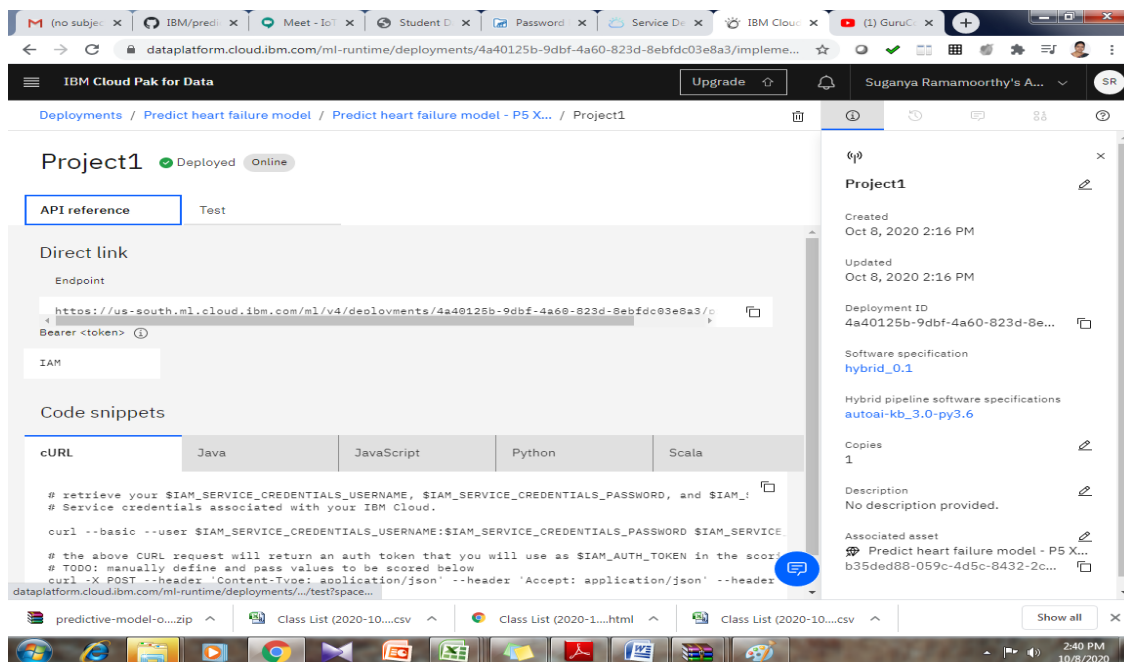 (no subjec
IBM/predi
Meet - IoT
Student D
Password
Service De
IBM Clou
(1) GuruC
dataplatform.cloud.ibm.com/ml-runtime/deployments/4a40125b-9dbf-4a60-823d-8ebfdc03e8a3/impleme...
IBM Cloud Pak for Data
Upgrade
Suganya Ramamoorthy's A...
SR
Deployments / Predict heart failure model / Predict heart failure model - P5 X... / Project1
Project1 Deployed Online
API reference
Test
Direct link
Endpoint
https://us-south.ml.cloud.ibm.com/ml/v4/deployments/4a40125b-9dbf-4a60-823d-8ebfdc03e8a3/
Bearer <token>
IAM
Code snippets
cURL
Java
JavaScript
Python
Scala
# retrieve your $IAM_SERVICE_CREDENTIALS_USERNAME, $IAM_SERVICE_CREDENTIALS_PASSWORD, and $IAM_
# Service credentials associated with your IBM Cloud.
curl --basic --user $IAM_SERVICE_CREDENTIALS_USERNAME:$IAM_SERVICE_CREDENTIALS_PASSWORD $IAM_SERVICE_
# the above CURL request will return an auth token that you will use as $IAM_AUTH_TOKEN in the scori
# TODO: manually define and pass values to be scored below
curl -X POST --header 'Content-Type: application/json' --header 'Accept: application/json' --header
dataplatform.cloud.ibm.com/ml-runtime/deployments/.../test?space...
Project1
Created
Oct 8, 2020 2:16 PM
Updated
Oct 8, 2020 2:16 PM
Deployment ID
4a40125b-9dbf-4a60-823d-8e...
Software specification
hybrid_0.1
Hybrid pipeline software specifications
autoai-kb_3.0-py3.6
Copies
1
Description
No description provided.
Associated asset
Predict heart failure model - P5 X...
b35ded88-059c-4d5c-8432-2c...
predictive-model-o....zip
Class List (2020-10....csv
Class List (2020-1....html
Class List (2020-10....csv
Show all
2:40 PM
10/8/2020